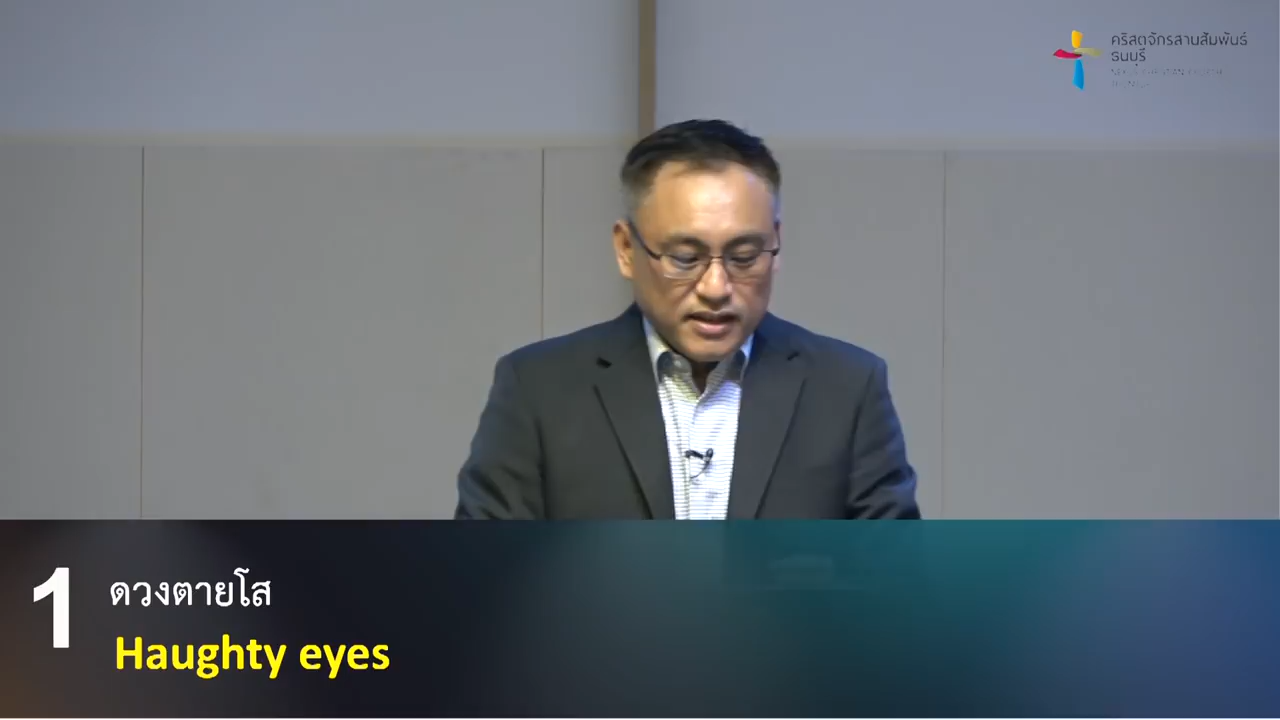 คริสตจักรสานสัมพันธ์
ธนบุรี
1
ดวงตายโส
Haughty eyes